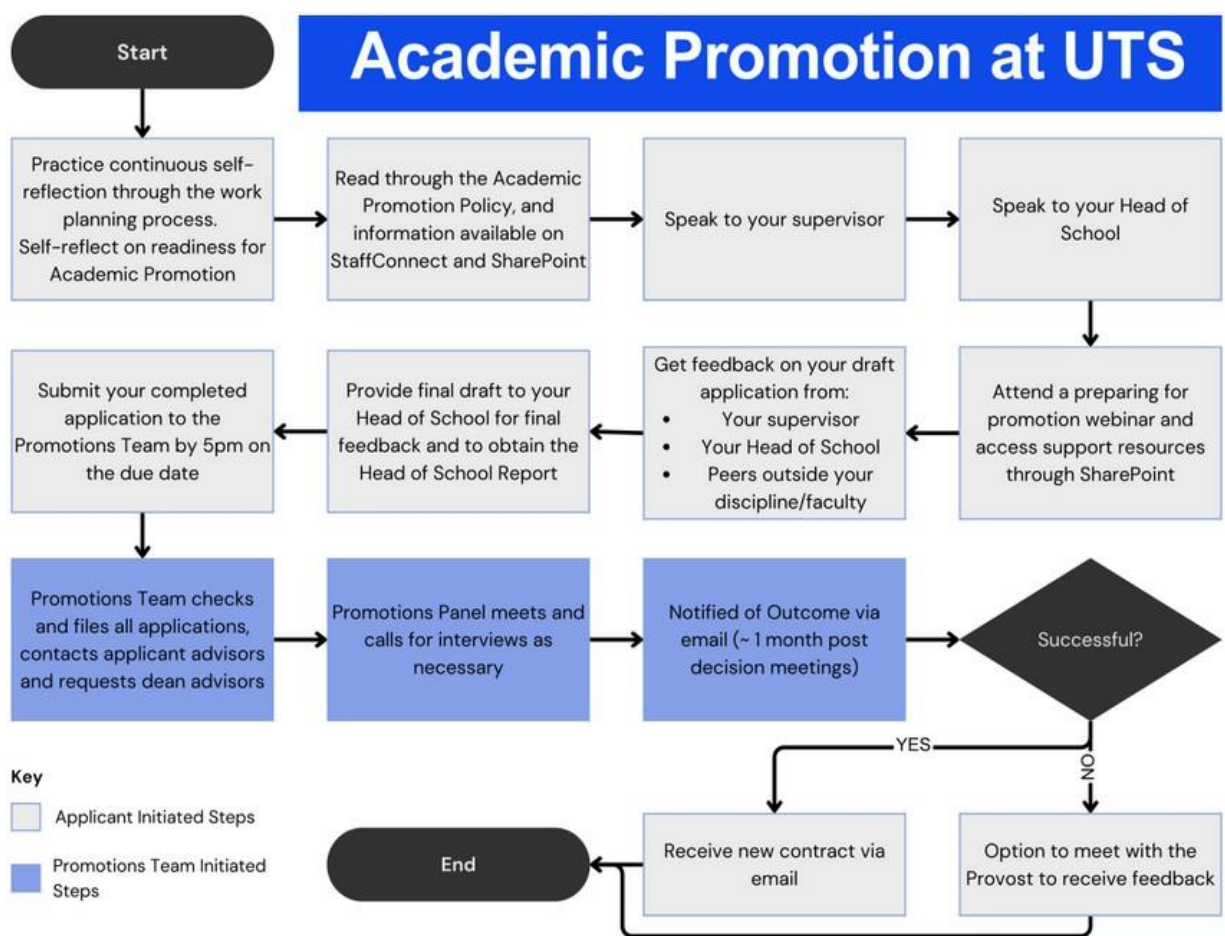 Start
Academic Promotion at UTS
Practice continuous self-
reflection through the work
planning process.
Self-reflect on readiness for
Academic Promotion
Read through the Academic
Promotion Policy, and
information available on
StaffConnect and SharePoint
Speak to your supervisor
Speak to your Head of
School
Attend a preparing for
promotion webinar and
access support resources
through SharePoint
Get feedback on your draft
application from:
• Your supervisor
• Your Head of School
• Peers outside your
discipline/faculty
Provide final draft to your
Head of School for final
feedback and to obtain the
Head of School Report
Submit your completed
application to the
Promotions Team by 5pm on
the due date
Promotions Team checks
and files all applications,
contacts applicant advisors
and requests dean advisors
Promotions Panel meets and
calls for interviews as
necessary
Notified of Outcome via
email (~ 1 month post
decision meetings)
Successful?
YES
NO
Receive new contract via
email
Option to meet with the
Provost to receive feedback
End
Key
Applicant Initiated Steps
Promotions Team Initiated
Steps